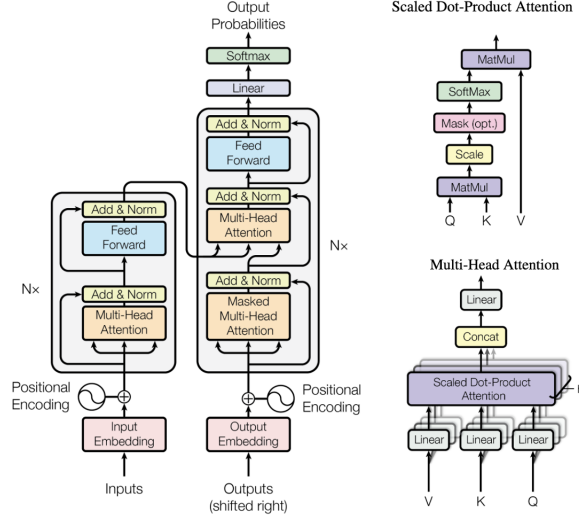 Output
Probabilities
Softmax
Linear
Add & Norm
Feed
Forward
Add & Norm
Multi-Head
Attention
Add & Norm
Masked
Multi-Head
Attention
Nx
Add & Norm
Feed
Forward
Nx
Add & Norm
Multi-Head
Attention
Positional
Encoding
Positional
Encoding
Input
Embedding
Output
Embedding
Inputs
Outputs
(shifted right)
Scaled Dot-Product Attention
MatMul
SoftMax
Mask (opt.)
Scale
MatMul
Q
K
V
Multi-Head Attention
Linear
Concat
Scaled Dot-Product
Attention
Linear
Linear
Linear
V
K
Q